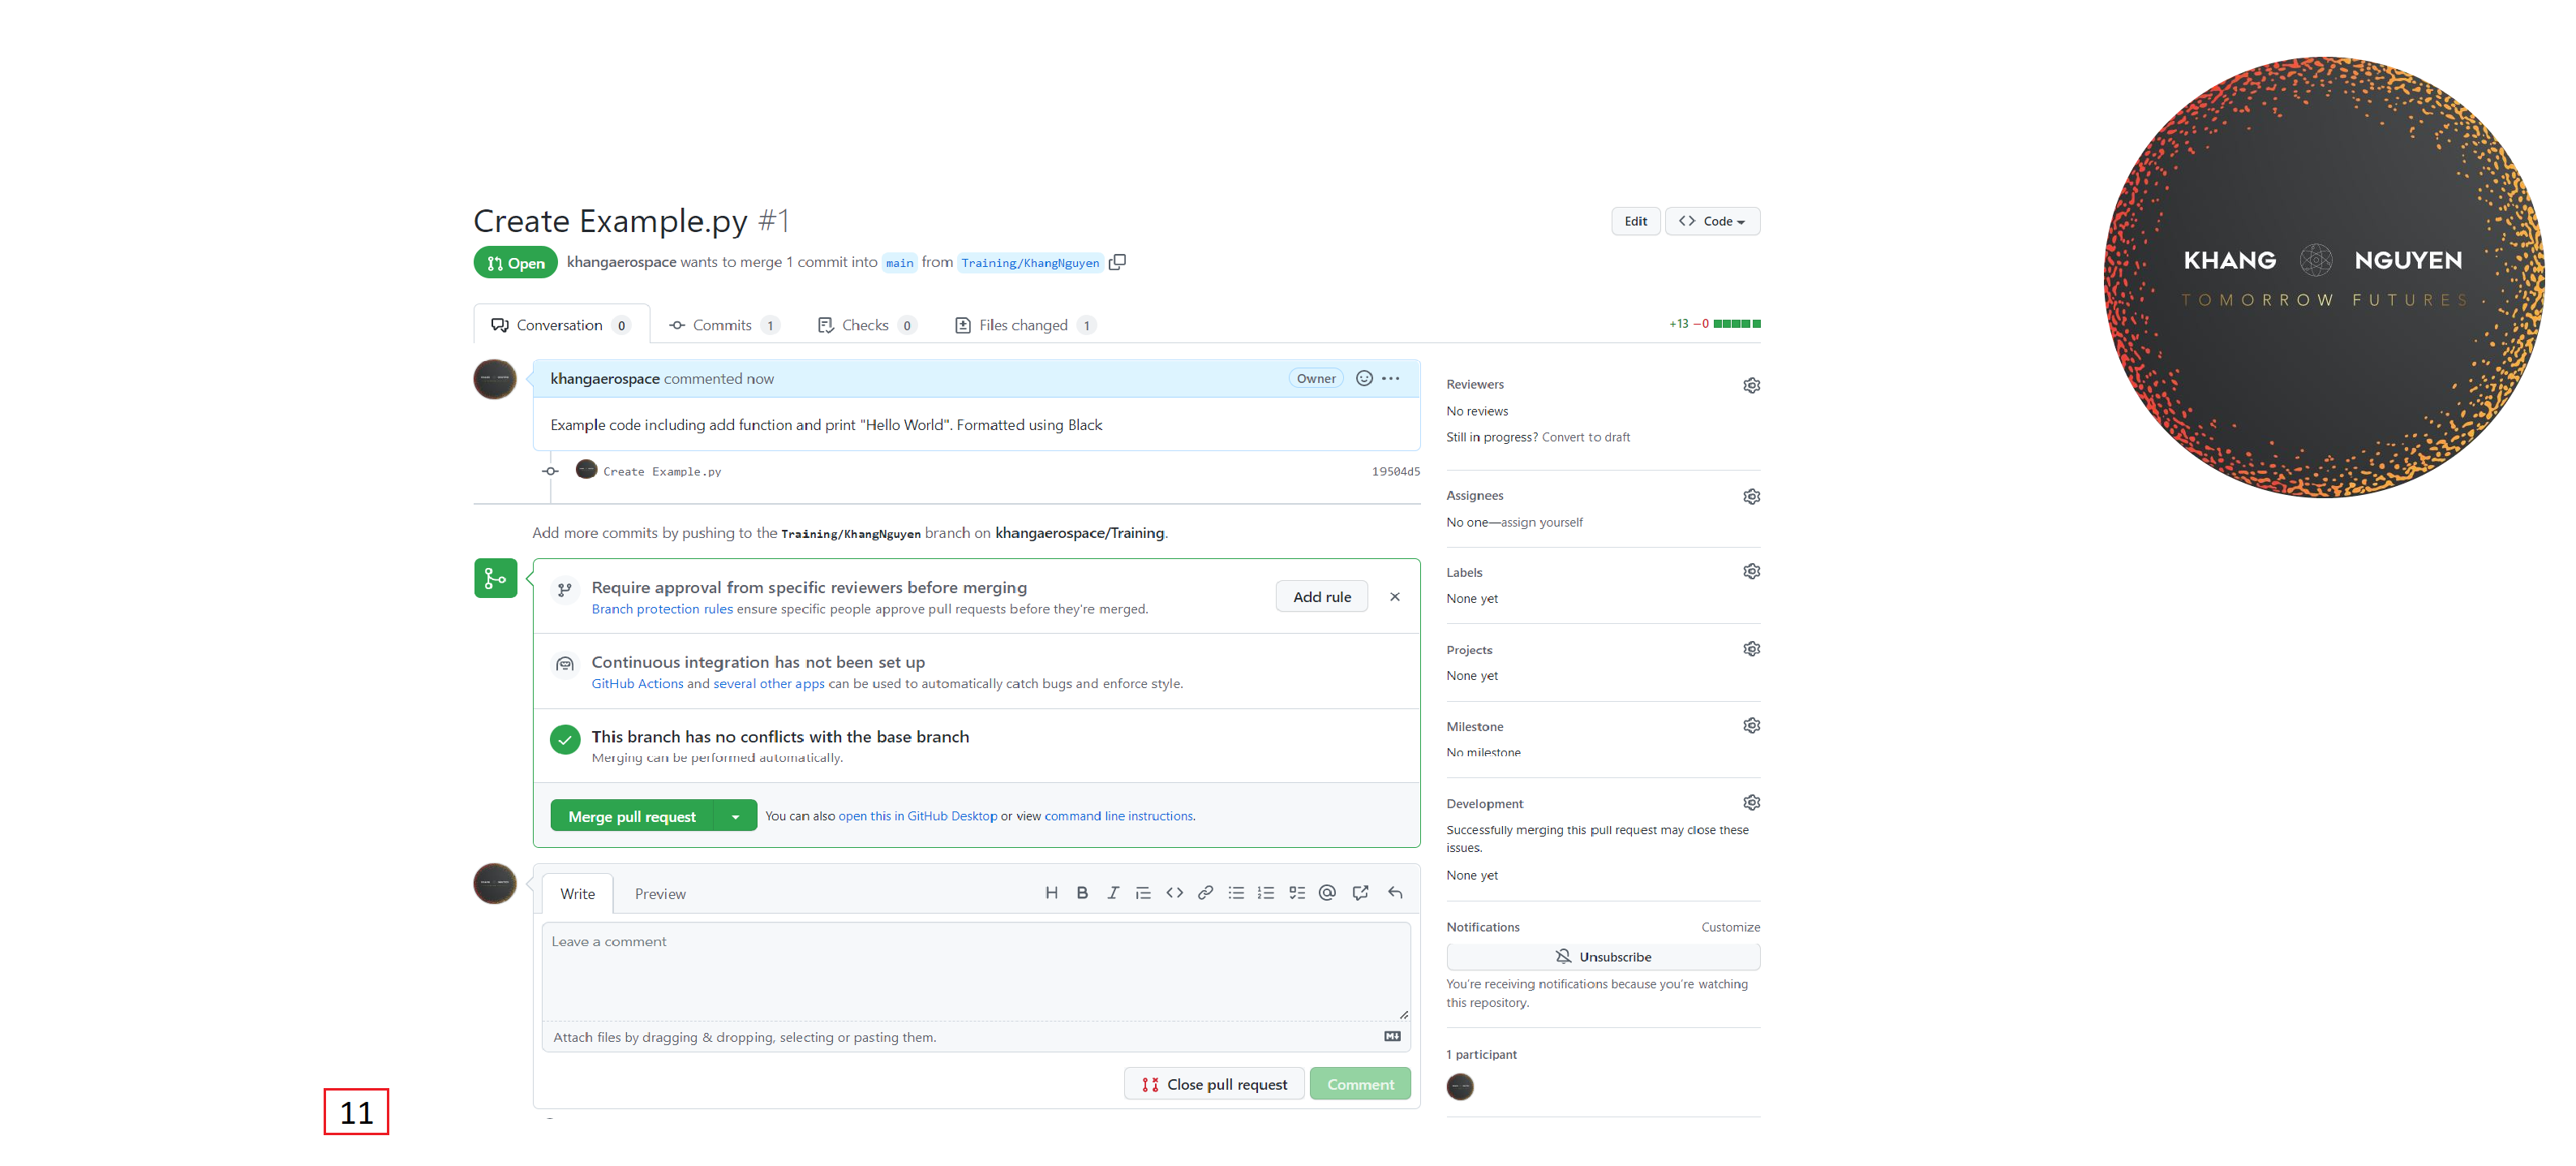 Create Example.py #1
Edit
Code
Open
khangaerospace wants to merge 1 commit into main from Training/KhangNguyen
Conversation 0
Commits 1
Checks 0
Files changed 1
+13 −0
khangaerospace commented now
Owner
Example code including add function and print "Hello World". Formatted using Black
Create Example.py
19504d5
Add more commits by pushing to the Training/KhangNguyen branch on khangaerospace/Training.
Require approval from specific reviewers before merging
Branch protection rules ensure specific people approve pull requests before they're merged.
Add rule
Continuous integration has not been set up
GitHub Actions and several other apps can be used to automatically catch bugs and enforce style.
This branch has no conflicts with the base branch
Merging can be performed automatically.
Merge pull request
You can also open this in GitHub Desktop or view command line instructions.
Write
Preview
Leave a comment
Attach files by dragging & dropping, selecting or pasting them.
Close pull request
Comment
Reviewers
No reviews
Still in progress? Convert to draft
Assignees
No one—assign yourself
Labels
None yet
Projects
None yet
Milestone
No milestone
Development
Successfully merging this pull request may close these
issues.
None yet
Notifications
Customize
Unsubscribe
You're receiving notifications because you're watching
this repository.
1 participant
KHANG NGUYEN
TOMORROW FUTURES
11